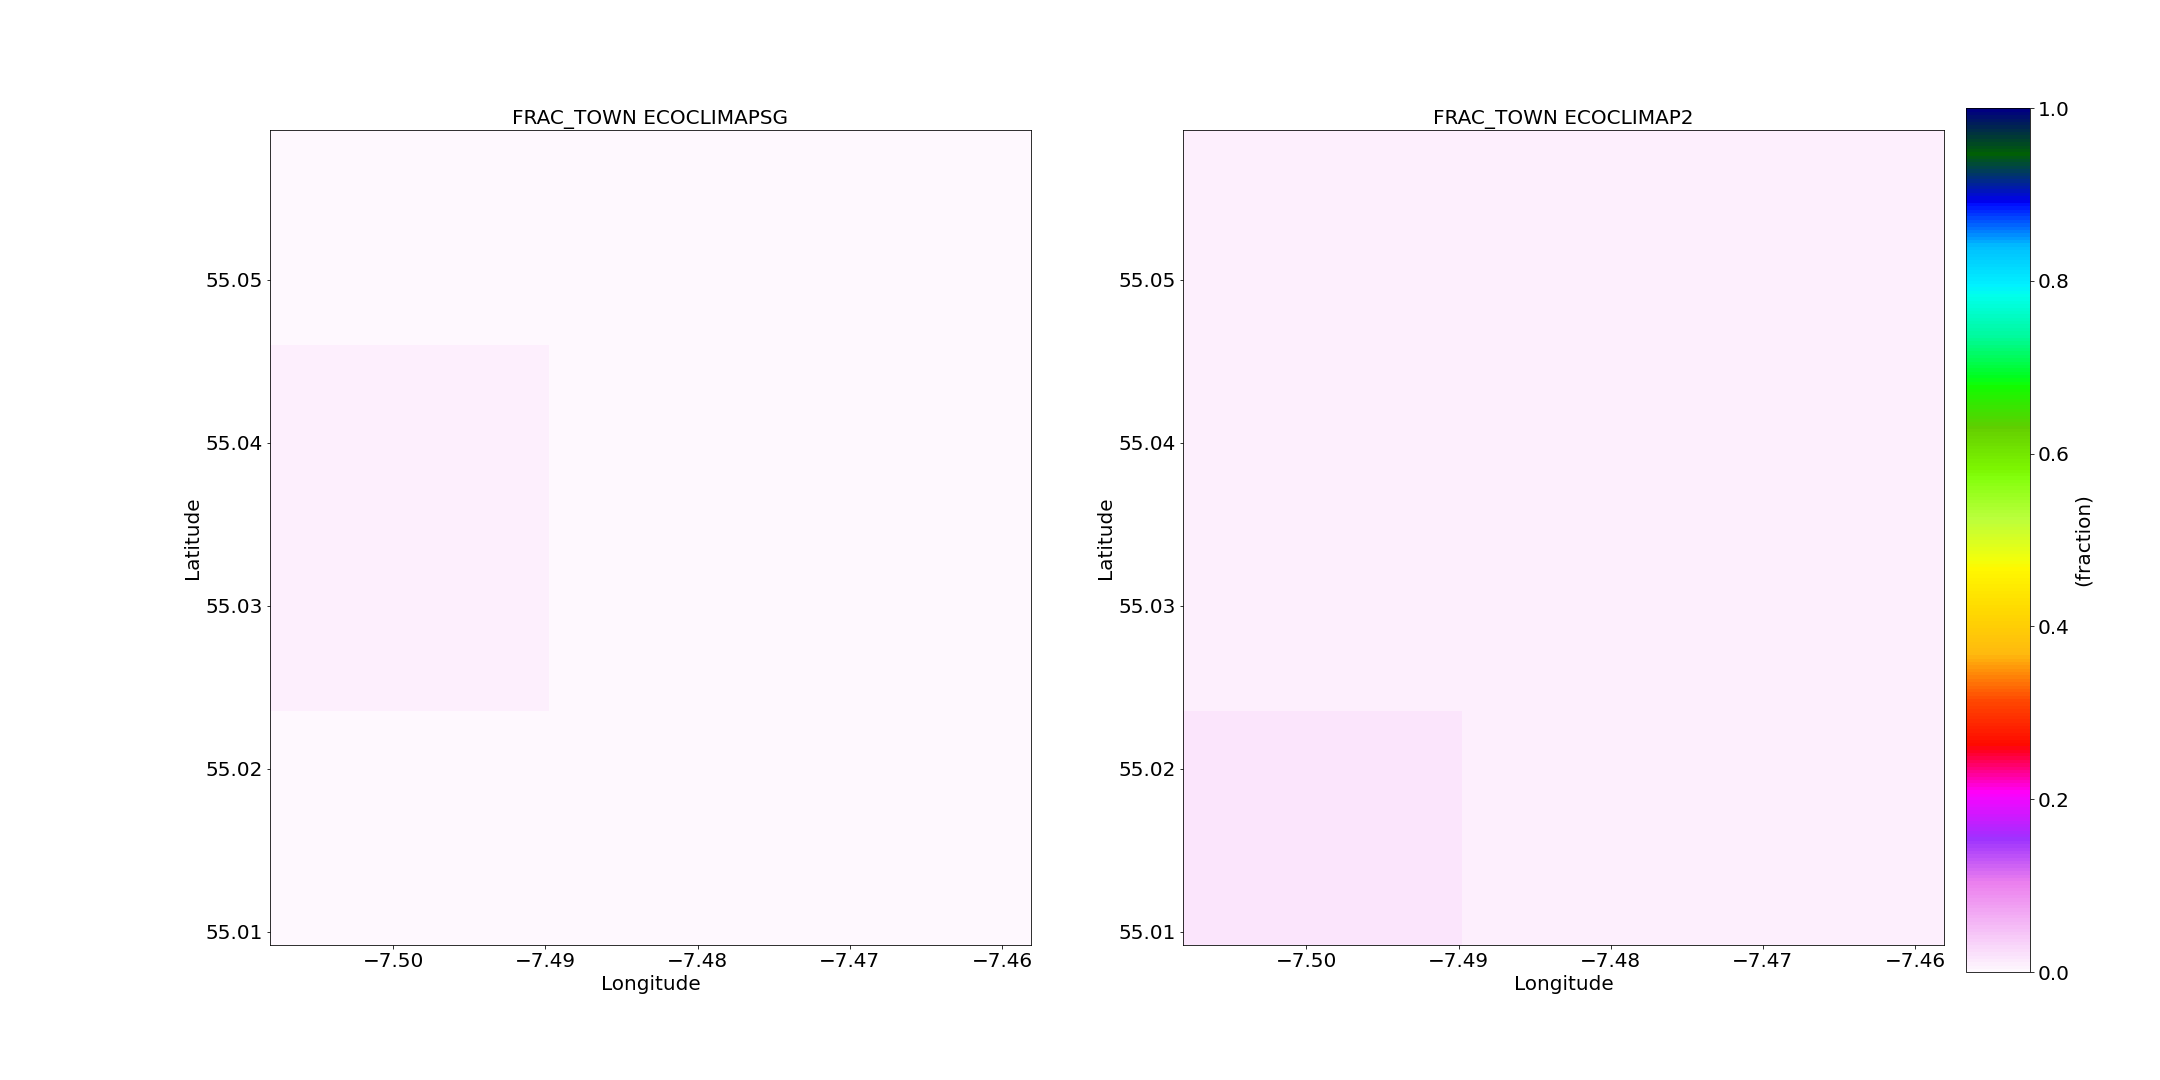 FRAC_TOWN ECOCLIMAPSG
55.05
55.04
55.03
55.02
55.01
Latitude
−7.50 −7.49 −7.48 −7.47 −7.46
Longitude
FRAC_TOWN ECOCLIMAP2
55.05
55.04
55.03
55.02
55.01
Latitude
−7.50 −7.49 −7.48 −7.47 −7.46
Longitude
1.0
0.8
0.6
0.4
0.2
0.0
(fraction)